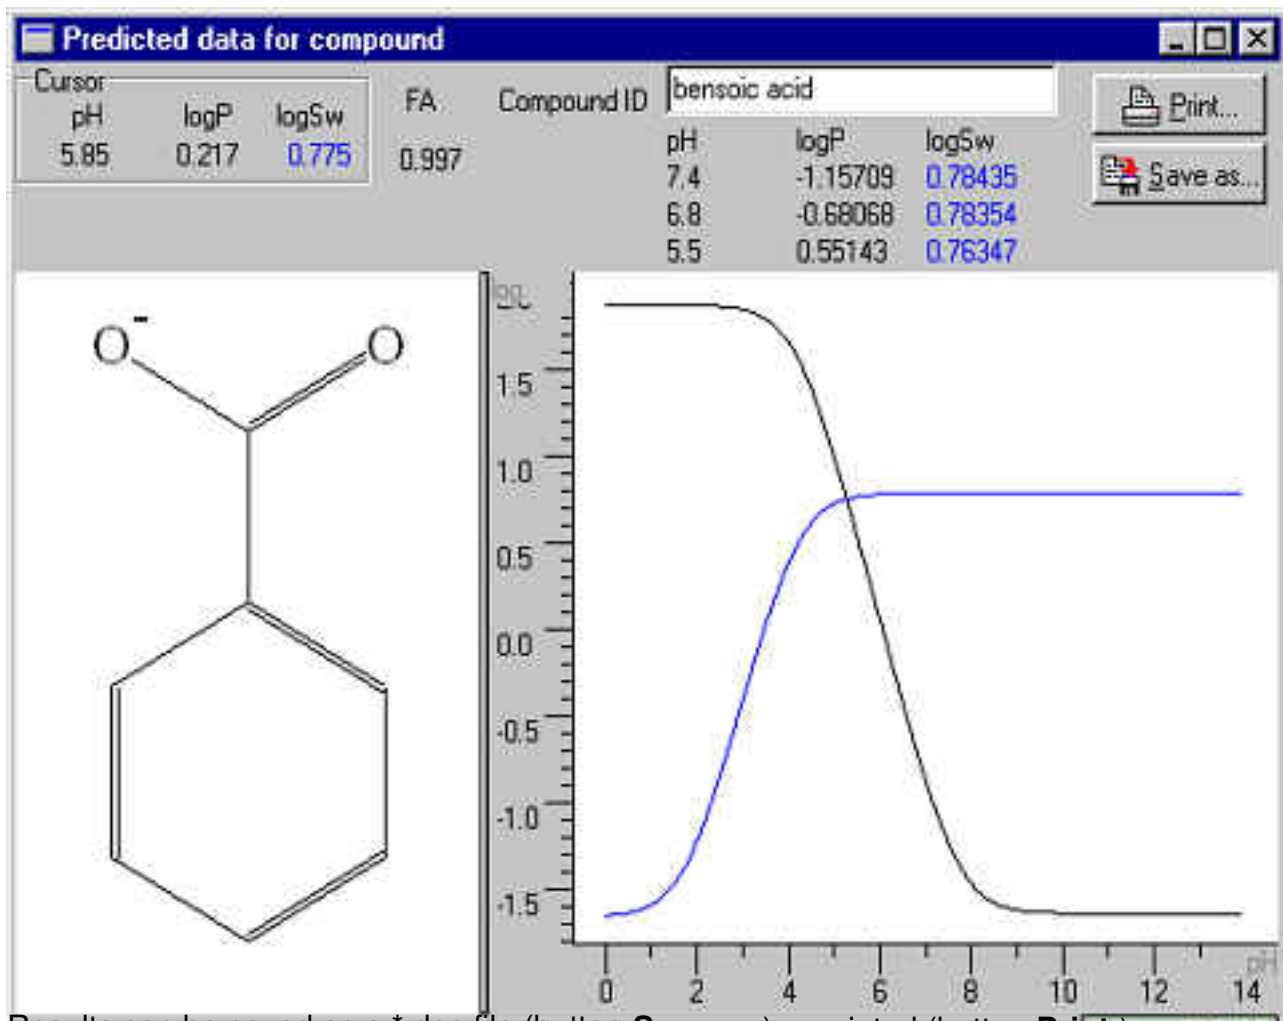 Predicted data for compound
Cursor
pH logP logSw
5.85 0.217 0.775
FA
0.997
Compound ID bensoic acid
pH logP logSw
7.4 -1.15709 0.78435
6.8 -0.68068 0.78354
5.5 0.55143 0.76347
Print...
Save as...
O- O
log
1.5
1.0
0.5
0.0
-0.5
-1.0
-1.5
pH
0 2 4 6 8 10 12 14